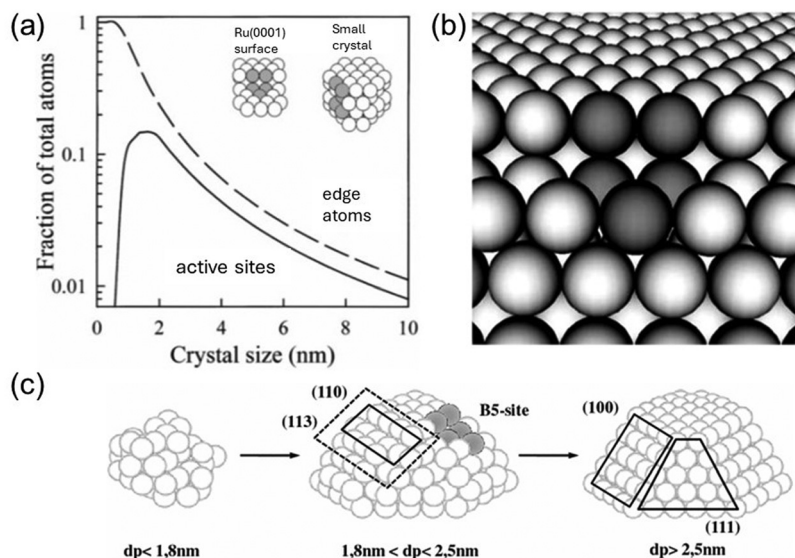 (a)
Fraction of total atoms
1
0.1
0.01
Ru(0001)
surface
Small
crystal
edge
atoms
active sites
0 2 4 6 8 10
Crystal size (nm)
(b)
(c)
(110)
(113)
B5-site
(100)
(111)
dp< 1,8nm
1,8nm < dp< 2,5nm
dp> 2,5nm